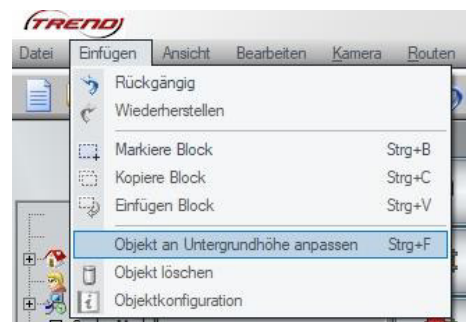 TREND
Datei Einfügen Ansicht Bearbeiten Kamera Routen
Rückgängig
Wiederherstellen
Markiere Block Strg+B
Kopiere Block Strg+C
Einfügen Block Strg+V
Objekt an Untergrundhöhe anpassen Strg+F
Objekt löschen
Objektkonfiguration